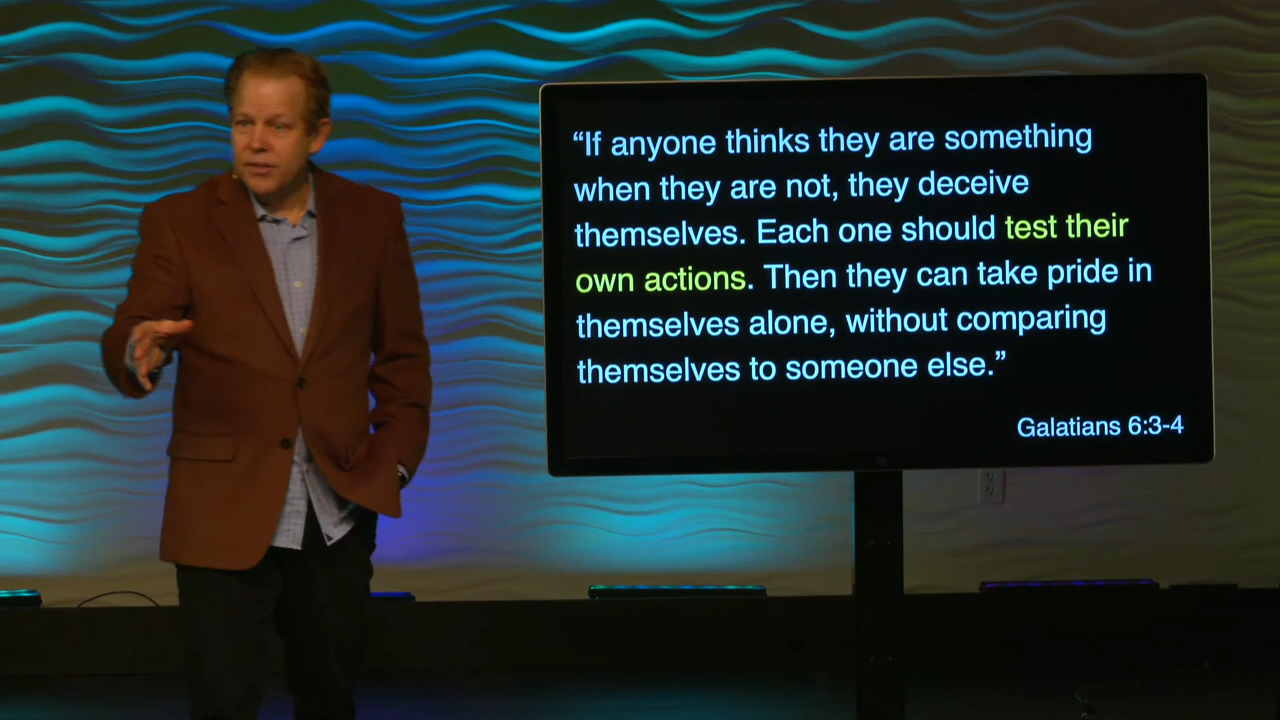 “If anyone thinks they are something
when they are not, they deceive
themselves. Each one should test their
own actions. Then they can take pride in
themselves alone, without comparing
themselves to someone else.”
Galatians 6:3-4